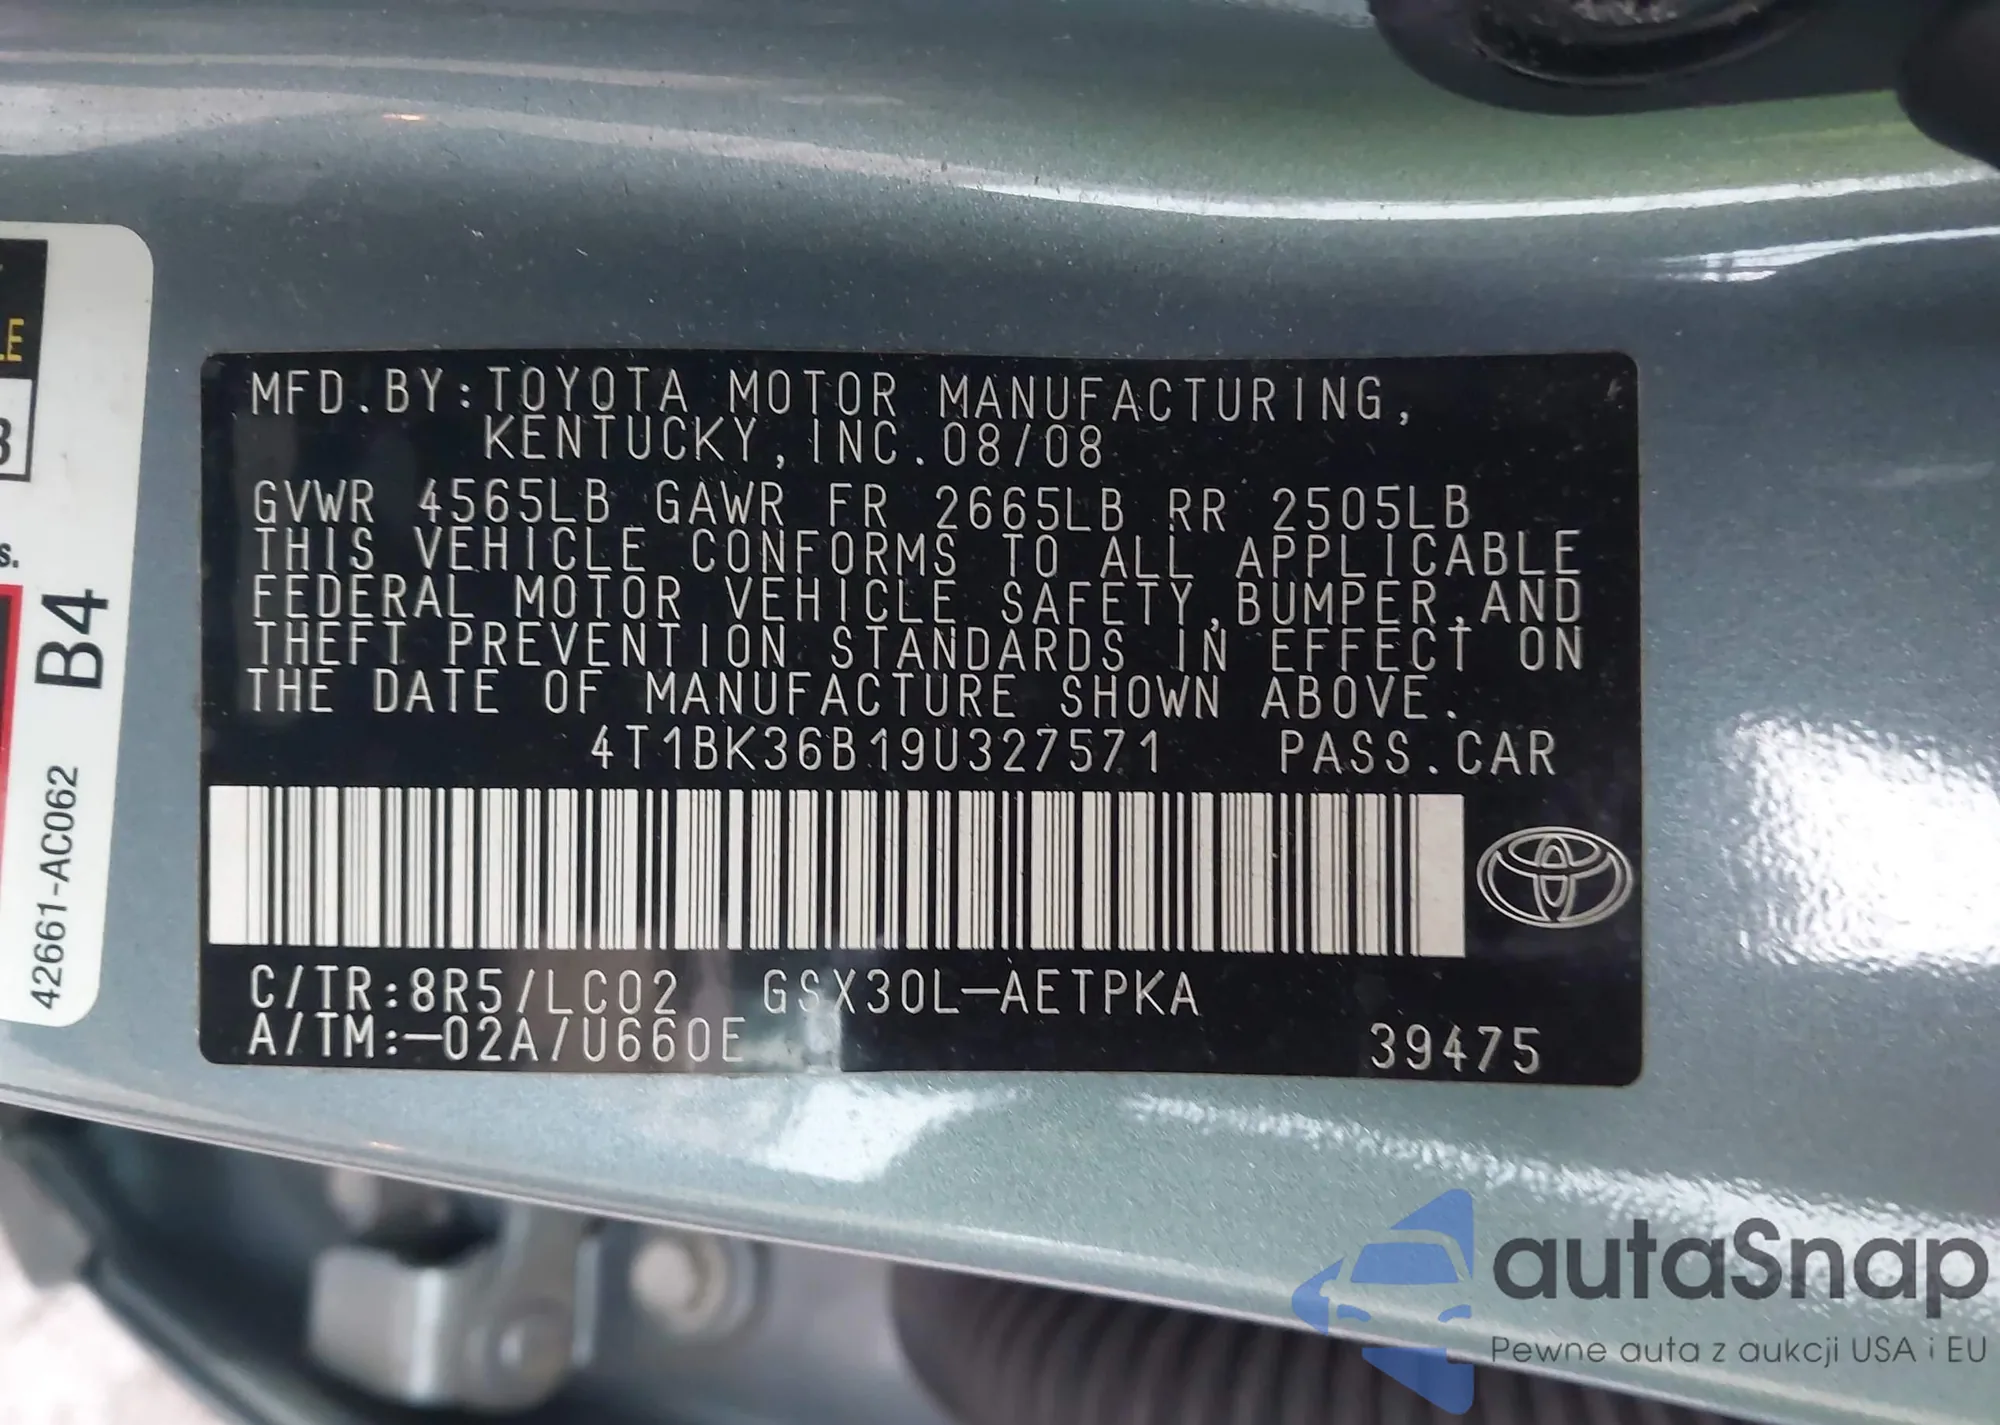 MFD.BY:TOYOTA MOTOR MANUFACTURING,
KENTUCKY,INC.08/08
GVWR 4565LB GAWR FR 2665LB RR 2505LB
THIS VEHICLE CONFORMS TO ALL APPLICABLE
FEDERAL MOTOR VEHICLE SAFETY,BUMPER,AND
THEFT PREVENTION STANDARDS IN EFFECT ON
THE DATE OF MANUFACTURE SHOWN ABOVE.
4T1BK36B19U327571 PASS.CAR
C/TR:8R5/LC02 GSX30L-AETPKA
A/TM:-02A/U660E 39475
B4
42661-AC062
autaSnap
Pewne auta z aukcji USA i EU